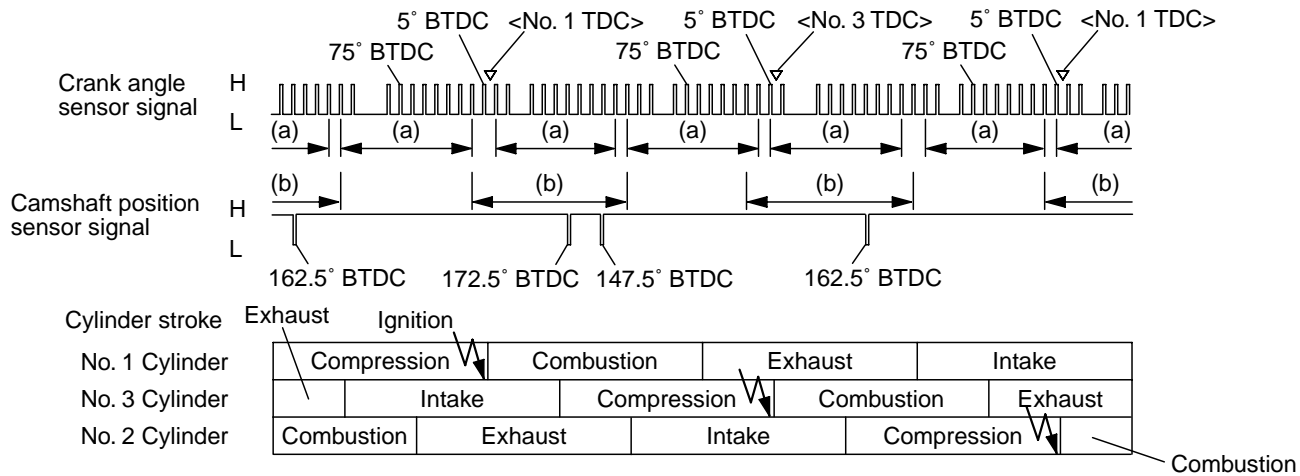 5° BTDC <No. 1 TDC> 5° BTDC <No. 3 TDC> 5° BTDC <No. 1 TDC>
75° BTDC 75° BTDC 75° BTDC
Crank angle
sensor signal
H
L
(a) (a) (a) (a) (a) (a) (a)
(b) (b) (b) (b)
Camshaft position
sensor signal
H
L
162.5° BTDC 172.5° BTDC 147.5° BTDC 162.5° BTDC
Cylinder stroke Exhaust Ignition
No. 1 Cylinder Compression Combustion Exhaust Intake
No. 3 Cylinder Intake Compression Combustion Exhaust
No. 2 Cylinder Combustion Exhaust Intake Compression
Combustion